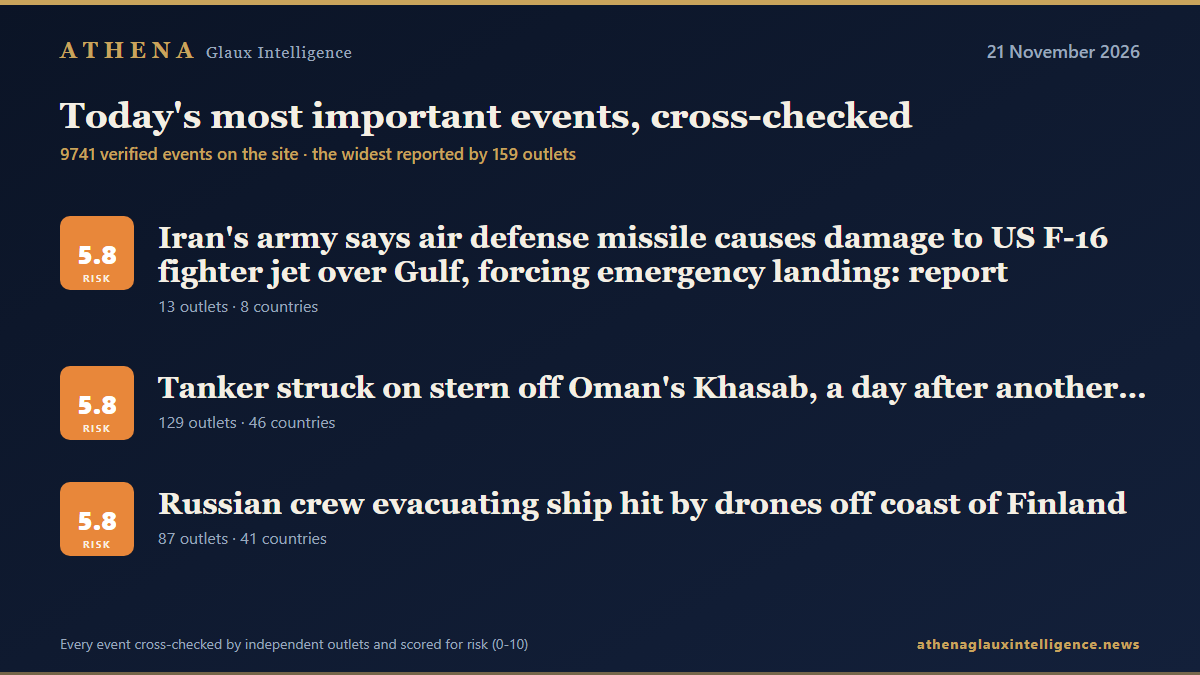 ATHENA Glaux Intelligence
21 November 2026
Today's most important events, cross-checked
9741 verified events on the site · the widest reported by 159 outlets
5.8
RISK
Iran's army says air defense missile causes damage to US F-16
fighter jet over Gulf, forcing emergency landing: report
13 outlets · 8 countries
5.8
RISK
Tanker struck on stern off Oman's Khasab, a day after another...
129 outlets · 46 countries
5.8
RISK
Russian crew evacuating ship hit by drones off coast of Finland
87 outlets · 41 countries
Every event cross-checked by independent outlets and scored for risk (0-10)
athenaglauxintelligence.news